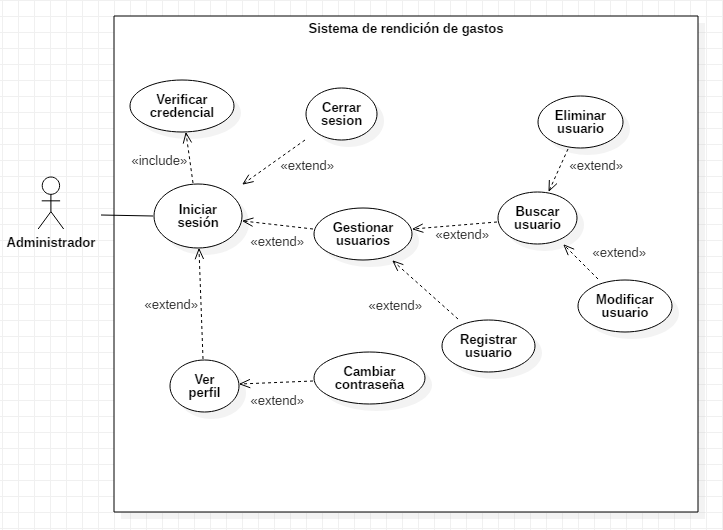 Sistema de rendición de gastos
Verificar
credencial
Cerrar
sesion
Eliminar
usuario
«include»
«extend»
«extend»
Administrador
Iniciar
sesión
Gestionar
usuarios
Buscar
usuario
«extend»
«extend»
«extend»
Modificar
usuario
«extend»
«extend»
Registrar
usuario
Ver
perfil
Cambiar
contraseña
«extend»